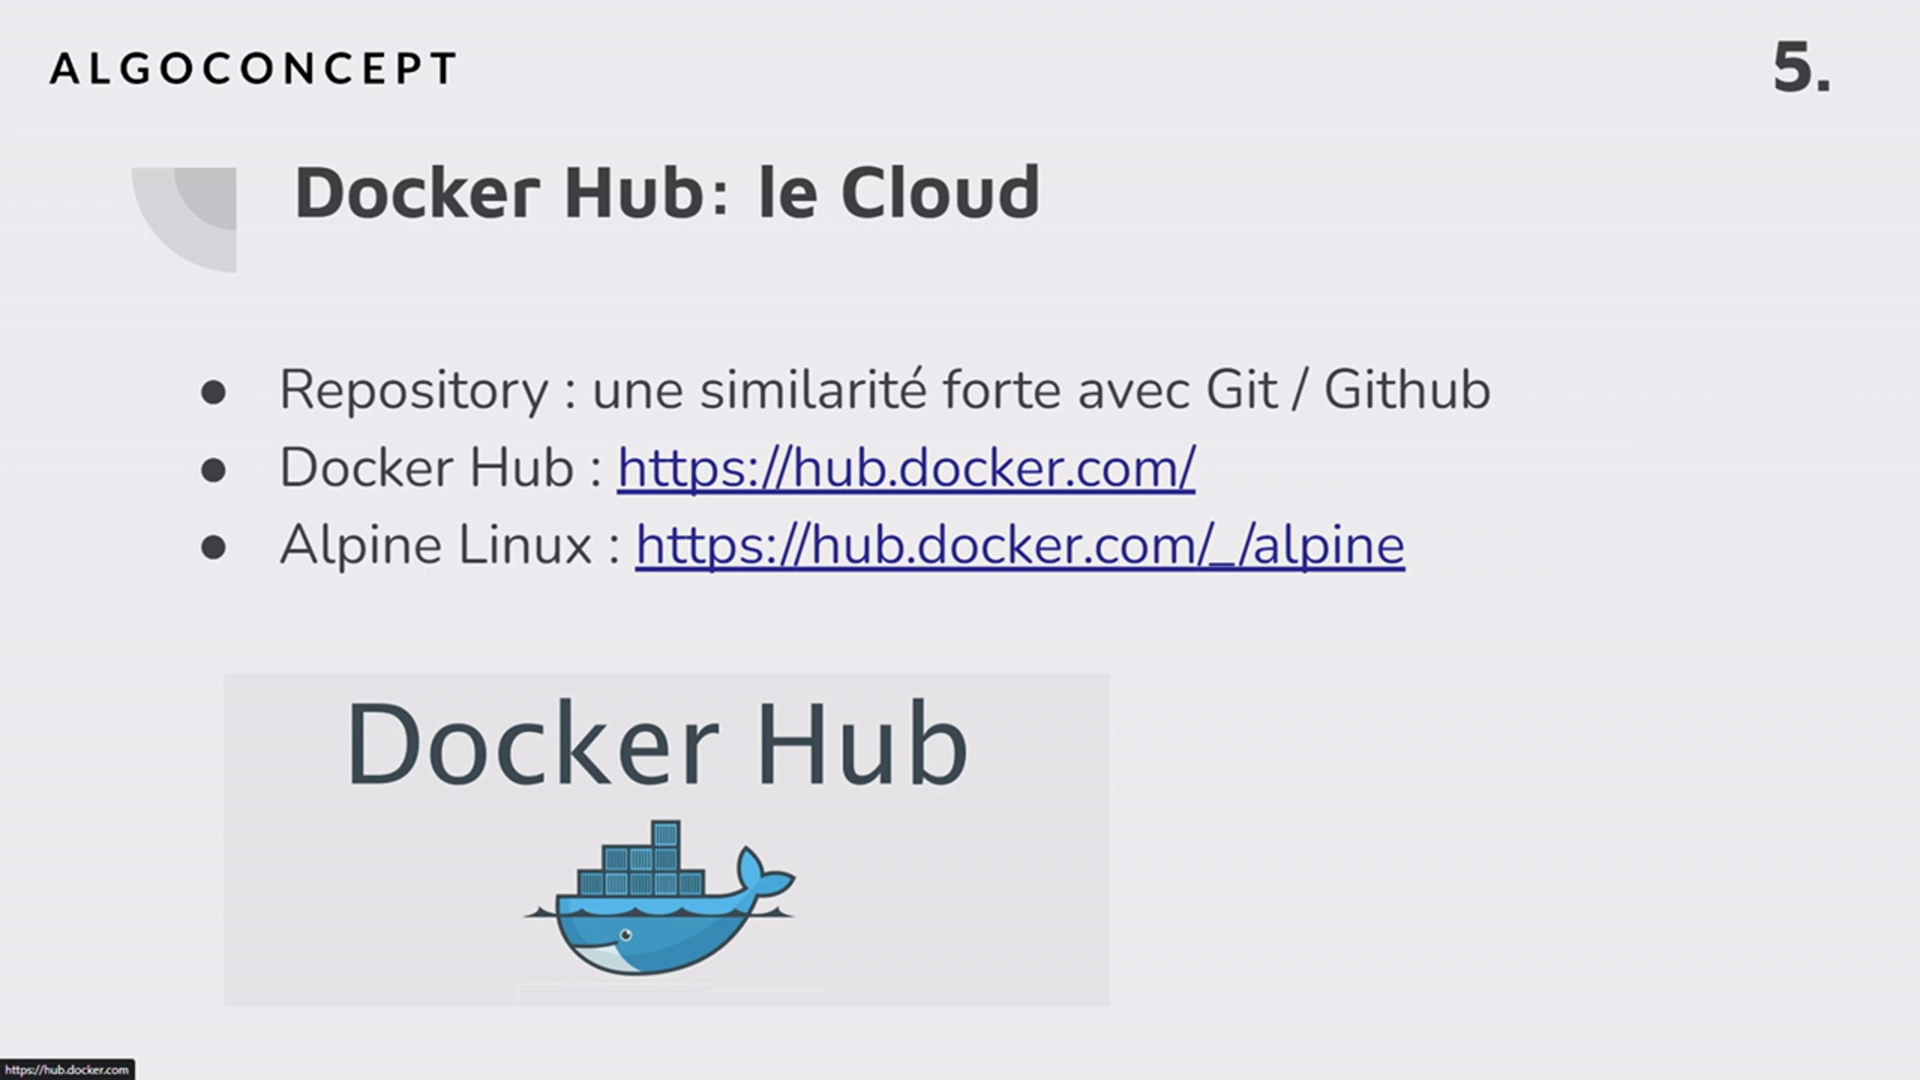 ALGOCONCEPT
5.
Docker Hub: le Cloud
● Repository : une similarité forte avec Git / Github
● Docker Hub : https://hub.docker.com/
● Alpine Linux : https://hub.docker.com/_/alpine
Docker Hub
https://hub.docker.com